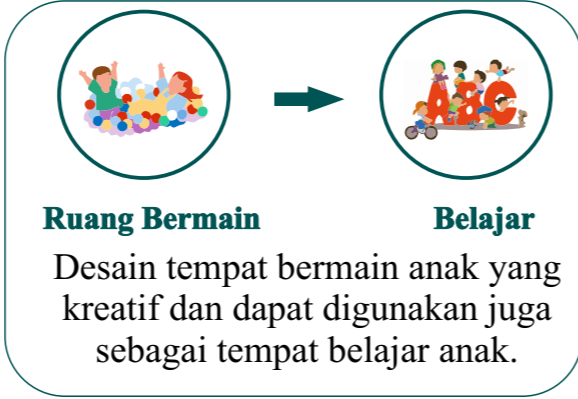 ABC
Ruang Bermain
Belajar
Desain tempat bermain anak yang
kreatif dan dapat digunakan juga
sebagai tempat belajar anak.